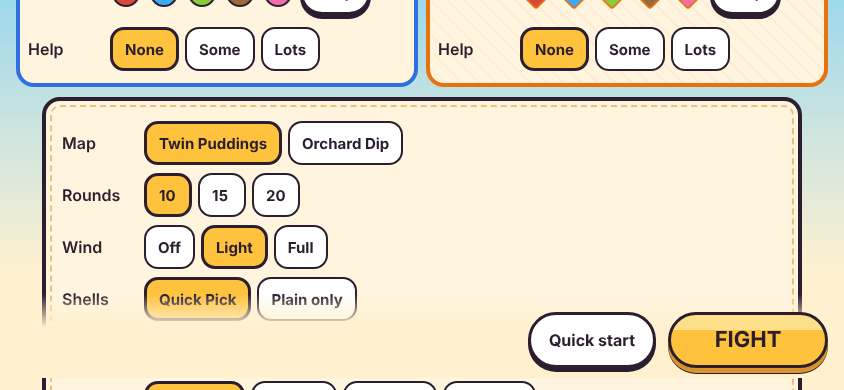 Help None Some Lots Help None Some Lots
Map Twin Puddings Orchard Dip
Rounds 10 15 20
Wind Off Light Full
Shells Quick Pick Plain only
Quick start FIGHT